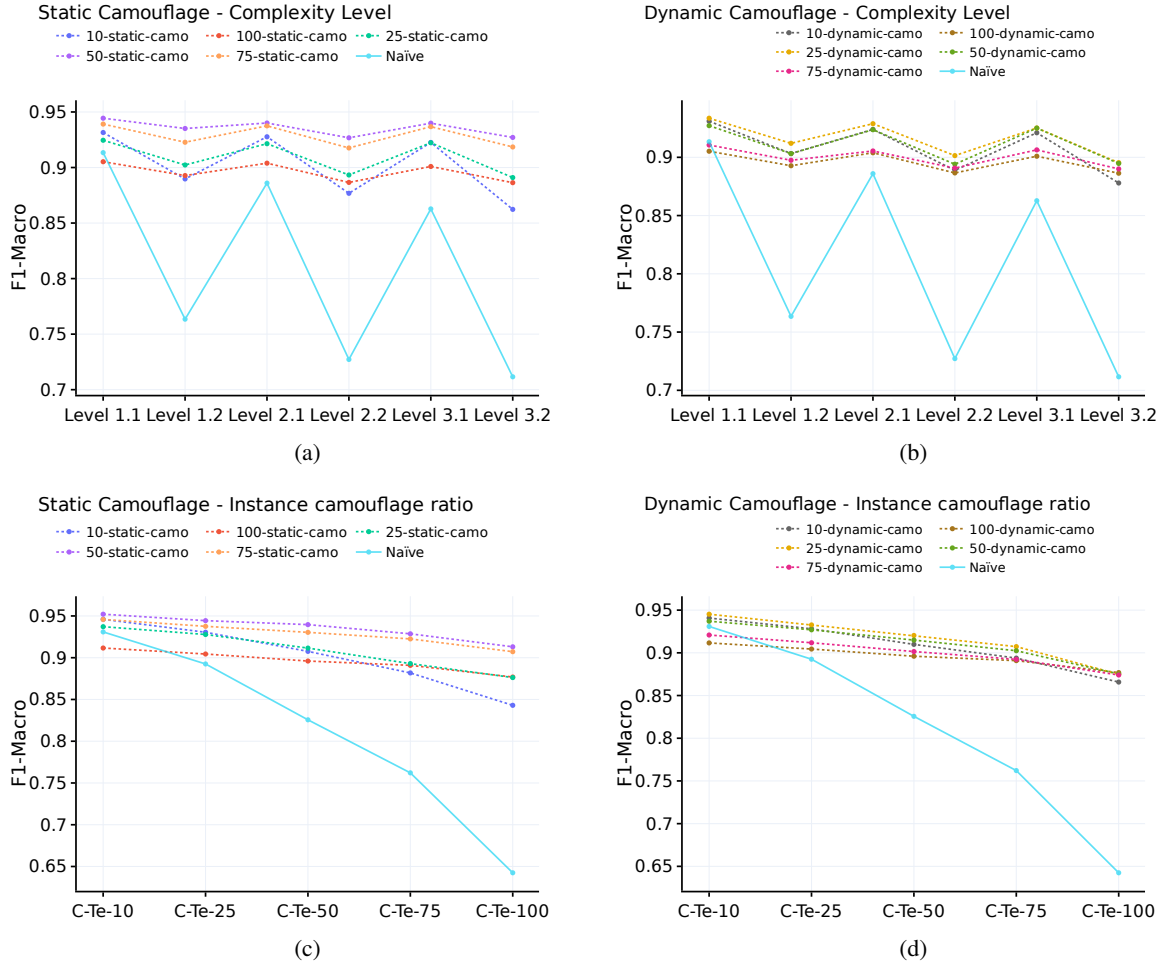 Static Camouflage - Complexity Level
10-static-camo 100-static-camo 25-static-camo
50-static-camo 75-static-camo Naïve
F1-Macro
0.95
0.9
0.85
0.8
0.75
0.7
Level 1.1 Level 1.2 Level 2.1 Level 2.2 Level 3.1 Level 3.2
(a)
Dynamic Camouflage - Complexity Level
10-dynamic-camo 100-dynamic-camo
25-dynamic-camo 50-dynamic-camo
75-dynamic-camo Naïve
F1-Macro
0.9
0.85
0.8
0.75
0.7
Level 1.1 Level 1.2 Level 2.1 Level 2.2 Level 3.1 Level 3.2
(b)
Static Camouflage - Instance camouflage ratio
10-static-camo 100-static-camo 25-static-camo
50-static-camo 75-static-camo Naïve
F1-Macro
0.95
0.9
0.85
0.8
0.75
0.7
0.65
C-Te-10 C-Te-25 C-Te-50 C-Te-75 C-Te-100
(c)
Dynamic Camouflage - Instance camouflage ratio
10-dynamic-camo 100-dynamic-camo
25-dynamic-camo 50-dynamic-camo
75-dynamic-camo Naïve
F1-Macro
0.95
0.9
0.85
0.8
0.75
0.7
0.65
C-Te-10 C-Te-25 C-Te-50 C-Te-75 C-Te-100
(d)